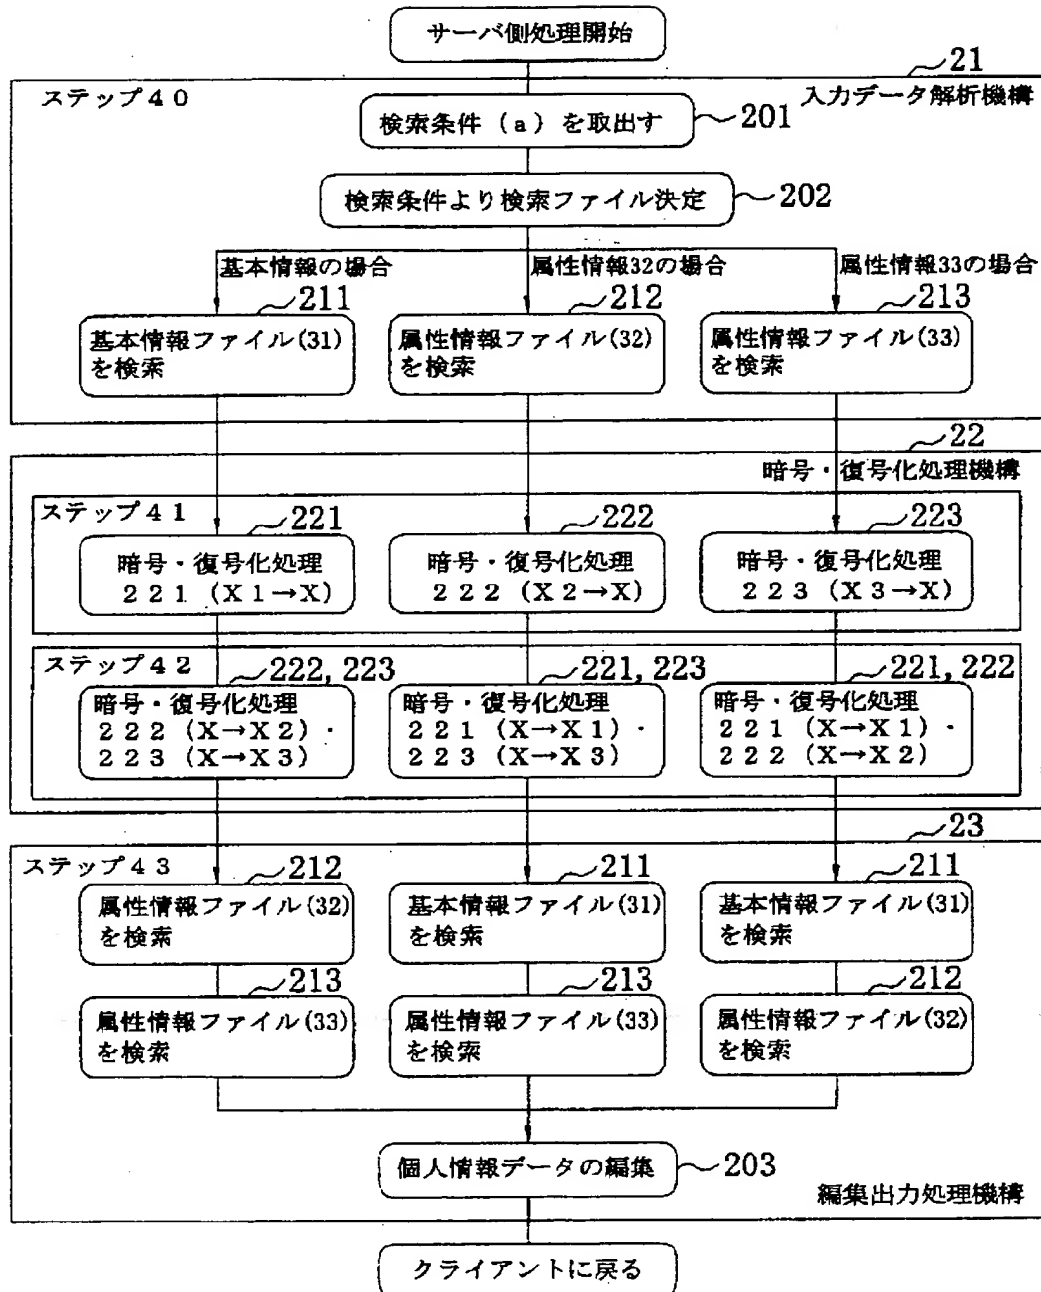 サーバ側処理開始
21
ステップ40
入力データ解析機構
検索条件(a)を取出す
201
検索条件より検索ファイル決定
202
基本情報の場合
属性情報32の場合
属性情報33の場合
211
212
213
基本情報ファイル(31)
を検索
属性情報ファイル(32)
を検索
属性情報ファイル(33)
を検索
22
暗号・復号化処理機構
ステップ41
221
222
223
暗号・復号化処理
221(X1→X)
暗号・復号化処理
222(X2→X)
暗号・復号化処理
223(X3→X)
ステップ42
222, 223
221, 223
221, 222
暗号・復号化処理
222(X→X2)・
223(X→X3)
暗号・復号化処理
221(X→X1)・
223(X→X3)
暗号・復号化処理
221(X→X1)・
222(X→X2)
23
ステップ43
212
211
211
属性情報ファイル(32)
を検索
基本情報ファイル(31)
を検索
基本情報ファイル(31)
を検索
213
213
212
属性情報ファイル(33)
を検索
属性情報ファイル(33)
を検索
属性情報ファイル(32)
を検索
個人情報データの編集
203
編集出力処理機構
クライアントに戻る